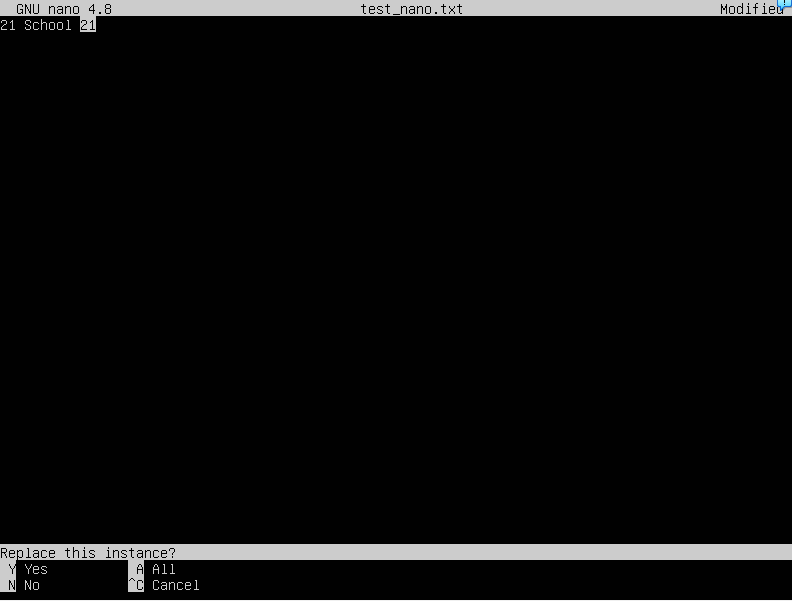 GNU nano 4.8 test_nano.txt Modified
21 School 21
Replace this instance?
Y Yes A All
N No ^C Cancel